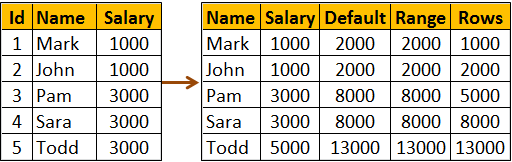 Id Name Salary
1 Mark 1000
2 John 1000
3 Pam 3000
4 Sara 3000
5 Todd 3000
Name Salary Default Range Rows
Mark 1000 2000 2000 1000
John 1000 2000 2000 2000
Pam 3000 8000 8000 5000
Sara 3000 8000 8000 8000
Todd 5000 13000 13000 13000